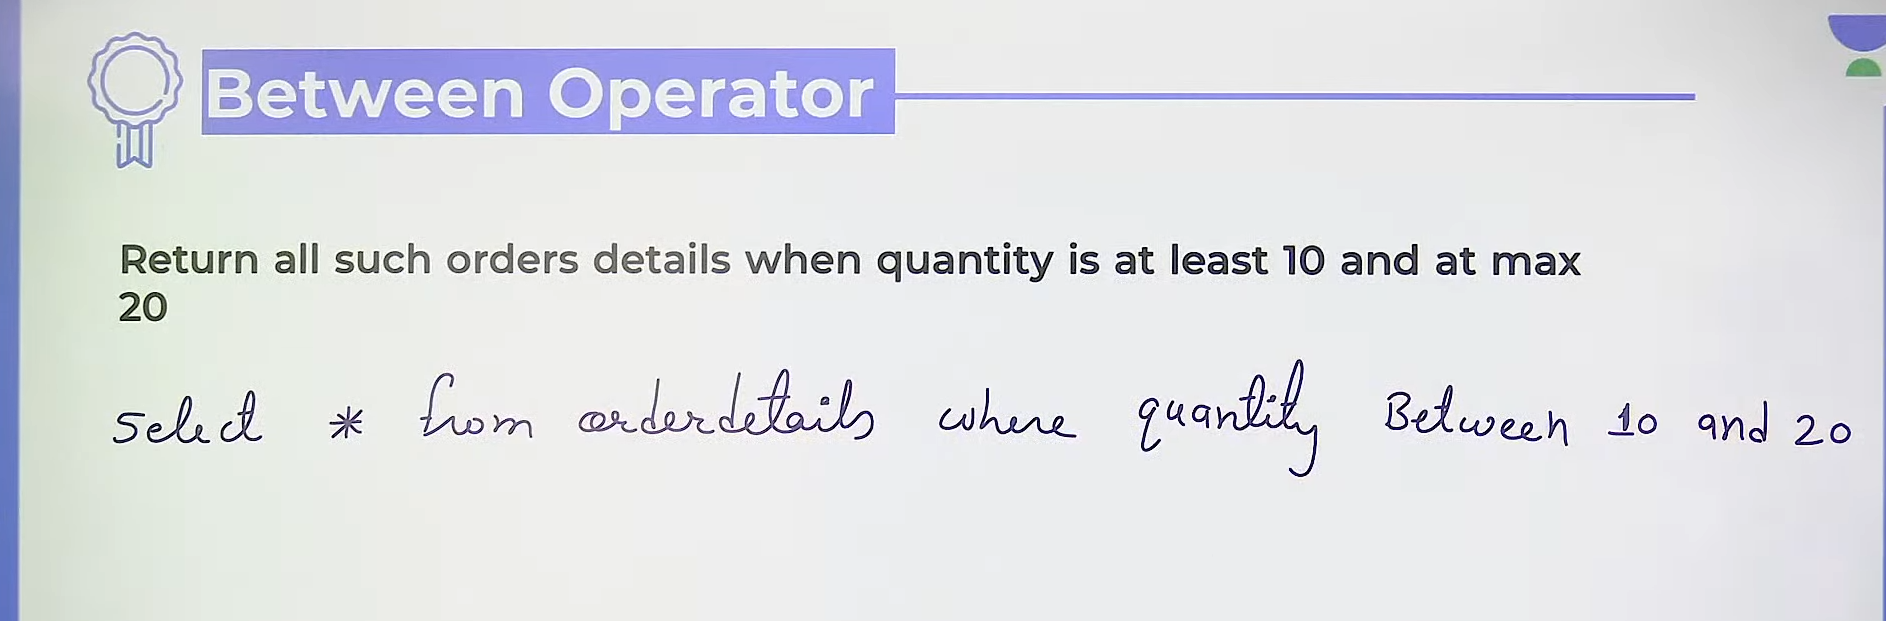 Between Operator
Return all such orders details when quantity is at least 10 and at max
20
Select * from orderdetails where quantity Between 10 and 20